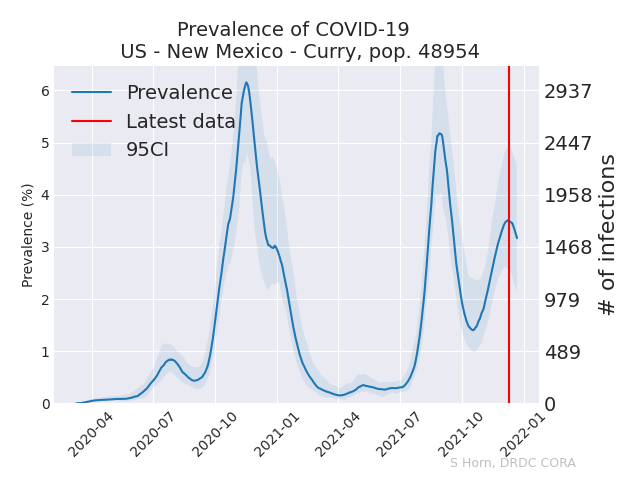 Prevalence of COVID-19
US - New Mexico - Curry, pop. 48954
Prevalence
Latest data
95CI
Prevalence (%)
6
5
4
3
2
1
0
2937
2447
1958
1468
979
489
0
# of infections
2020-04
2020-07
2020-10
2021-01
2021-04
2021-07
2021-10
2022-01
S Horn, DRDC CORA